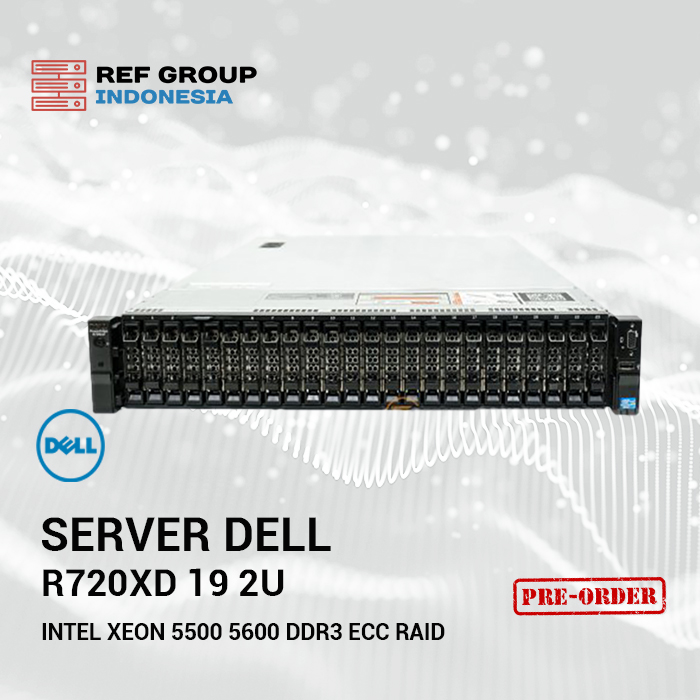 REF GROUP
INDONESIA
DELL
SERVER DELL
R720XD 19 2U
PRE-ORDER
INTEL XEON 5500 5600 DDR3 ECC RAID